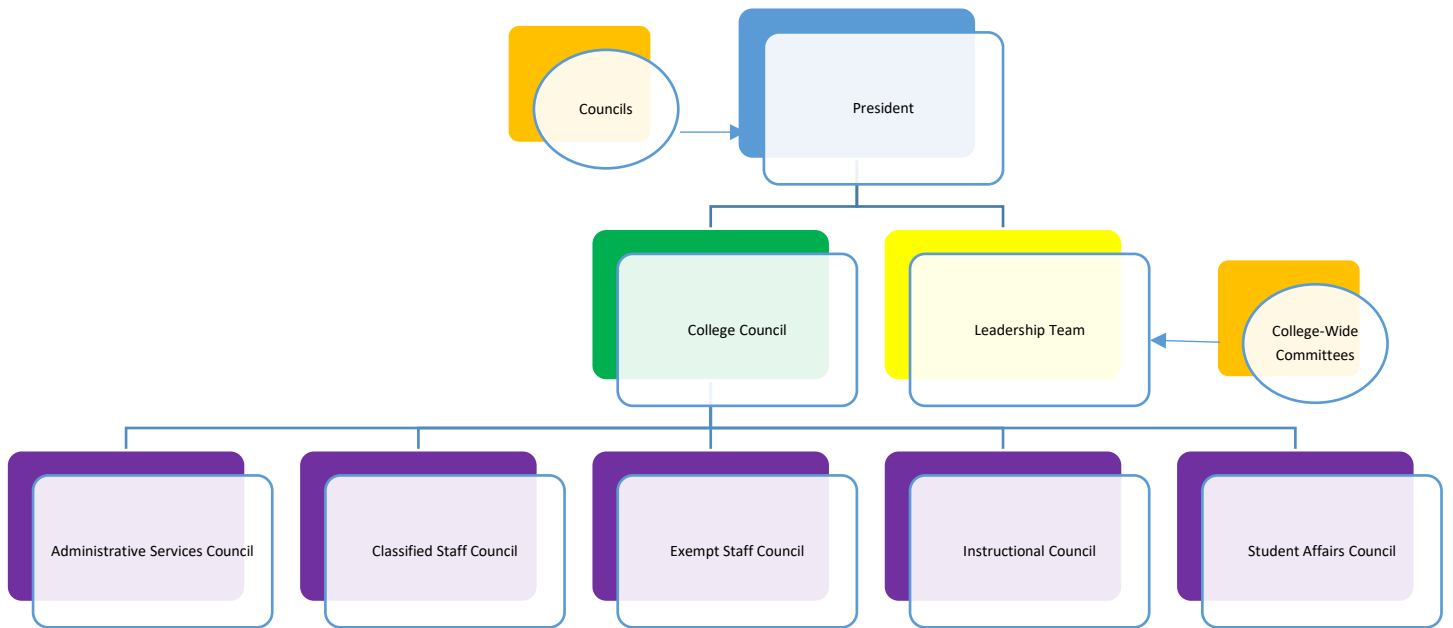 Councils
President
College Council
Leadership Team
College-Wide
Committees
Administrative Services Council
Classified Staff Council
Exempt Staff Council
Instructional Council
Student Affairs Council